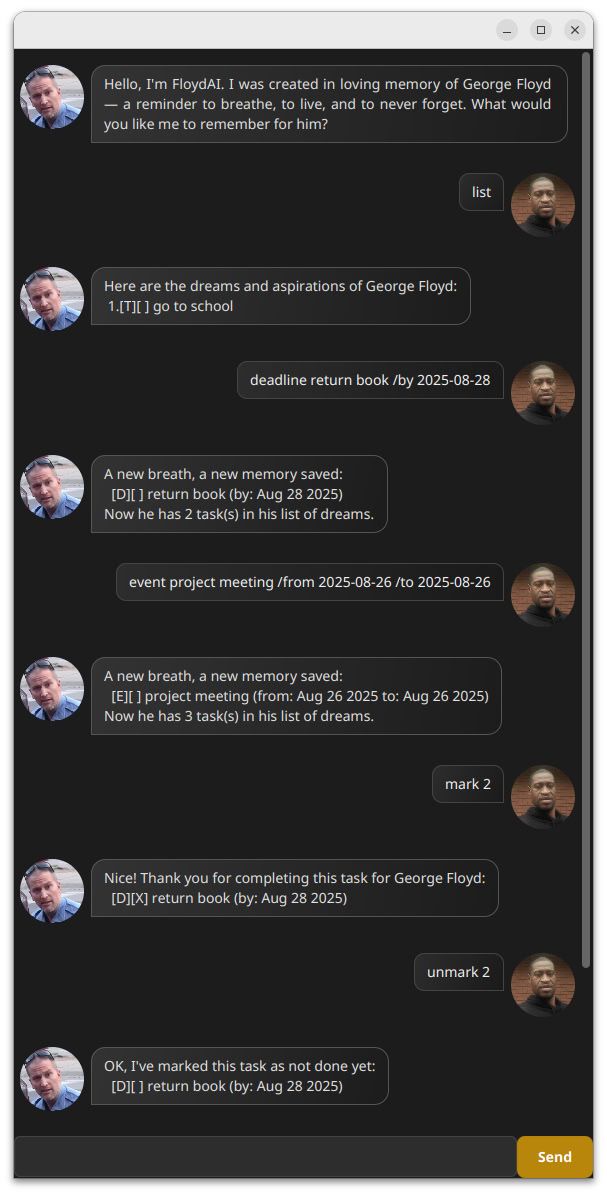 Hello, I'm FloydAI. I was created in loving memory of George Floyd
— a reminder to breathe, to live, and to never forget. What would
you like me to remember for him?
list
Here are the dreams and aspirations of George Floyd:
1.[T][ ] go to school
deadline return book /by 2025-08-28
A new breath, a new memory saved:
[D][ ] return book (by: Aug 28 2025)
Now he has 2 task(s) in his list of dreams.
event project meeting /from 2025-08-26 /to 2025-08-26
A new breath, a new memory saved:
[E][ ] project meeting (from: Aug 26 2025 to: Aug 26 2025)
Now he has 3 task(s) in his list of dreams.
mark 2
Nice! Thank you for completing this task for George Floyd:
[D][X] return book (by: Aug 28 2025)
unmark 2
OK, I've marked this task as not done yet:
[D][ ] return book (by: Aug 28 2025)
Send